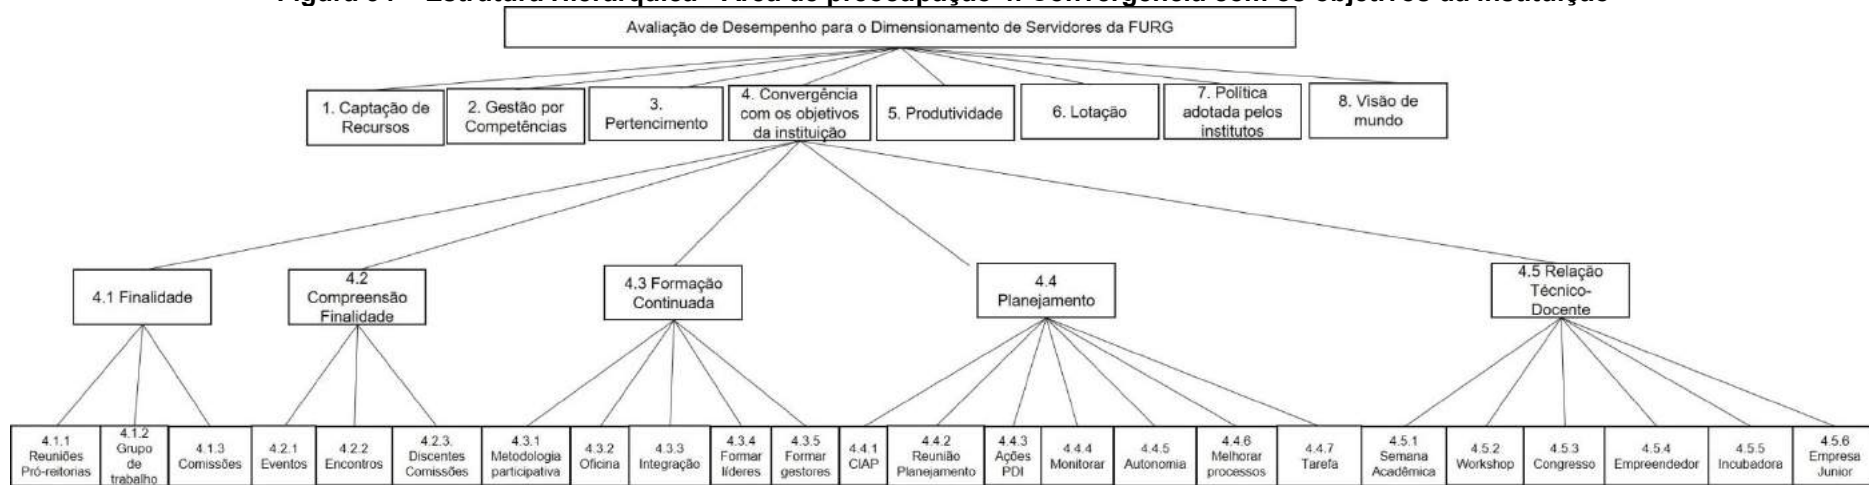 Avaliação de Desempenho para o Dimensionamento de Servidores da FURG
1. Captação de
Recursos
2. Gestão por
Competências
3.
Pertencimento
4. Convergência
com os objetivos
da instituição
5. Produtividade
6. Lotação
7. Política
adotada pelos
institutos
8. Visão de
mundo
4.1 Finalidade
4.2
Compreensão
Finalidade
4.3 Formação
Continuada
4.4
Planejamento
4.5 Relação
Técnico-
Docente
4.1.1
Reuniões
Pró-reitorias
4.1.2
Grupo
de
trabalho
4.1.3
Comissões
4.2.1
Eventos
4.2.2
Encontros
4.2.3.
Discentes
Comissões
4.3.1
Metodologia
participativa
4.3.2
Oficina
4.3.3
Integração
4.3.4
Formar
líderes
4.3.5
Formar
gestores
4.4.1
CIAP
4.4.2
Reunião
Planejamento
4.4.3
Ações
PDI
4.4.4
Monitorar
4.4.5
Autonomia
4.4.6
Melhorar
processos
4.4.7
Tarefa
4.5.1
Semana
Acadêmica
4.5.2
Workshop
4.5.3
Congresso
4.5.4
Empreendedor
4.5.5
Incubadora
4.5.6
Empresa
Junior